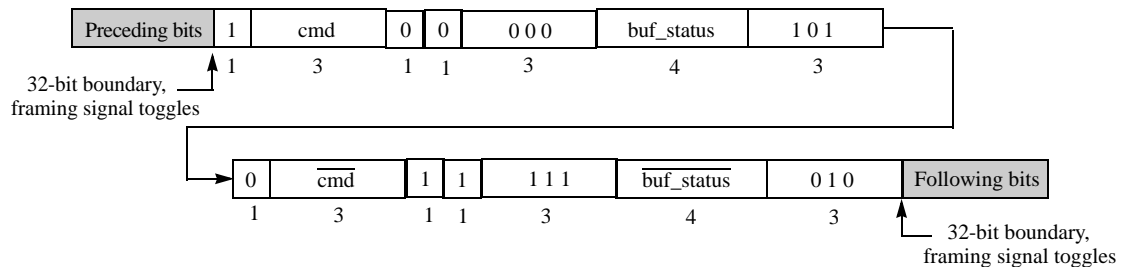 Preceding bits 1 cmd 0 0 0 0 0 buf_status 1 0 1
1 3 1 1 3 4 3
32-bit boundary,
framing signal toggles
0 cmd 1 1 1 1 1 buf_status 0 1 0 Following bits
1 3 1 1 3 4 3
32-bit boundary,
framing signal toggles